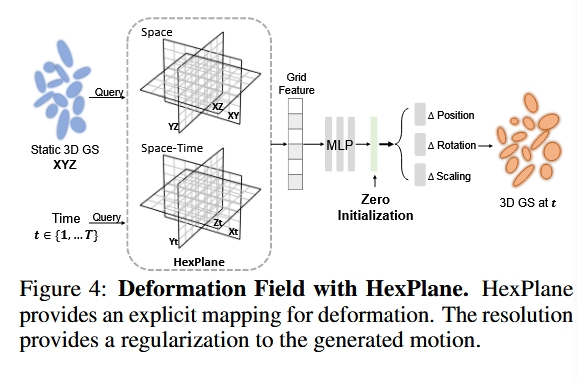 Space
Query
XZ
XY
YZ
Static 3D GS
XYZ
Space-Time
Time
t ∈ {1, ... T}
Query
Zt
Xt
Yt
HexPlane
Grid
Feature
MLP
Zero
Initialization
Δ Position
Δ Rotation
Δ Scaling
3D GS at t
Figure 4: Deformation Field with HexPlane. HexPlane
provides an explicit mapping for deformation. The resolution
provides a regularization to the generated motion.